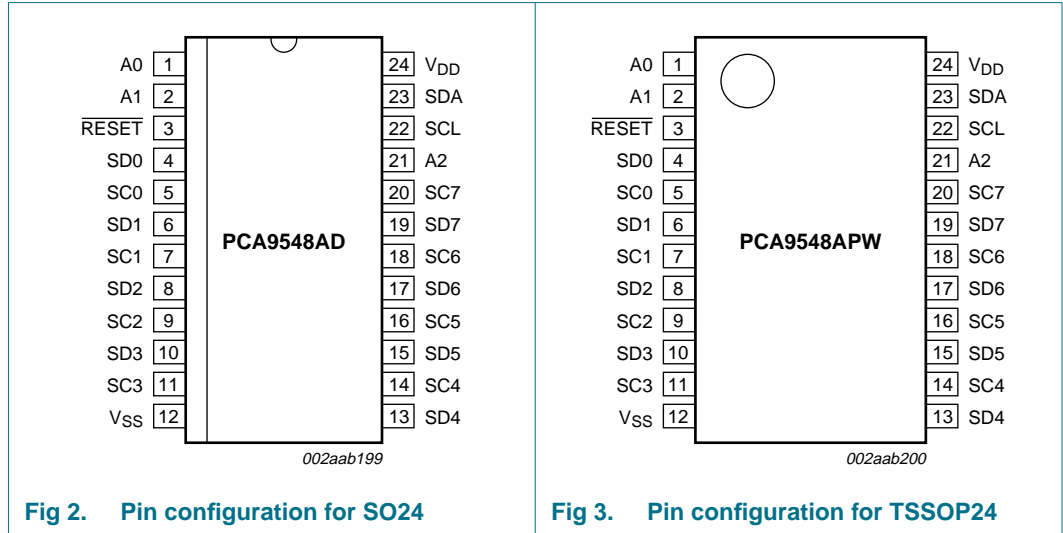 A0 1
A1 2
RESET 3
SD0 4
SC0 5
SD1 6
SC1 7
SD2 8
SC2 9
SD3 10
SC3 11
VSS 12
PCA9548AD
24 VDD
23 SDA
22 SCL
21 A2
20 SC7
19 SD7
18 SC6
17 SD6
16 SC5
15 SD5
14 SC4
13 SD4
002aab199
Fig 2. Pin configuration for SO24
A0 1
A1 2
RESET 3
SD0 4
SC0 5
SD1 6
SC1 7
SD2 8
SC2 9
SD3 10
SC3 11
VSS 12
PCA9548APW
24 VDD
23 SDA
22 SCL
21 A2
20 SC7
19 SD7
18 SC6
17 SD6
16 SC5
15 SD5
14 SC4
13 SD4
002aab200
Fig 3. Pin configuration for TSSOP24